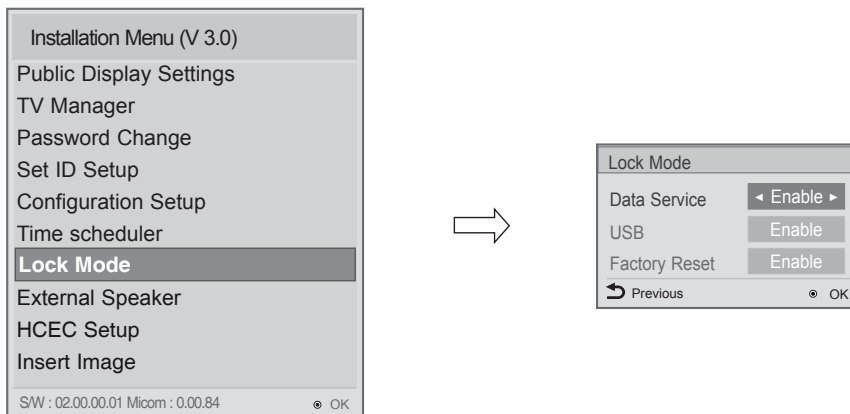 Installation Menu (V 3.0)
Public Display Settings
TV Manager
Password Change
Set ID Setup
Configuration Setup
Time scheduler
Lock Mode
External Speaker
HCEC Setup
Insert Image
S/W : 02.00.00.01 Micom : 0.00.84 OK
Lock Mode
Data Service ◄ Enable ►
USB Enable
Factory Reset Enable
Previous OK